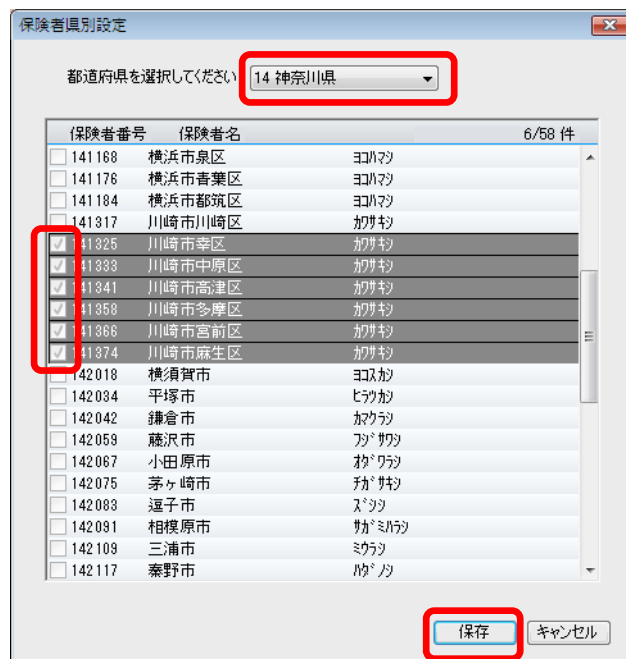 保険者県別設定
都道府県を選択してください 14 神奈川県
保険者番号 保険者名 6/58 件
141168 横浜市泉区 ﾖｺﾊﾏｼ
141176 横浜市青葉区 ﾖｺﾊﾏｼ
141184 横浜市都筑区 ﾖｺﾊﾏｼ
141317 川崎市川崎区 ｶﾜｻｷｼ
141325 川崎市幸区 ｶﾜｻｷｼ
141333 川崎市中原区 ｶﾜｻｷｼ
141341 川崎市高津区 ｶﾜｻｷｼ
141358 川崎市多摩区 ｶﾜｻｷｼ
141366 川崎市宮前区 ｶﾜｻｷｼ
141374 川崎市麻生区 ｶﾜｻｷｼ
142018 横須賀市 ﾖｺｽｶｼ
142034 平塚市 ﾋﾗﾂｶｼ
142042 鎌倉市 ｶﾏｸﾗｼ
142059 藤沢市 ﾌｼﾞｻﾜｼ
142067 小田原市 ｵﾀﾞﾜﾗｼ
142075 茅ヶ崎市 ﾁｶﾞｻｷｼ
142083 逗子市 ｽﾞｼｼ
142091 相模原市 ｻｶﾞﾐﾊﾗｼ
142109 三浦市 ﾐｳﾗｼ
142117 秦野市 ﾊﾀﾞﾉｼ
保存 キャンセル